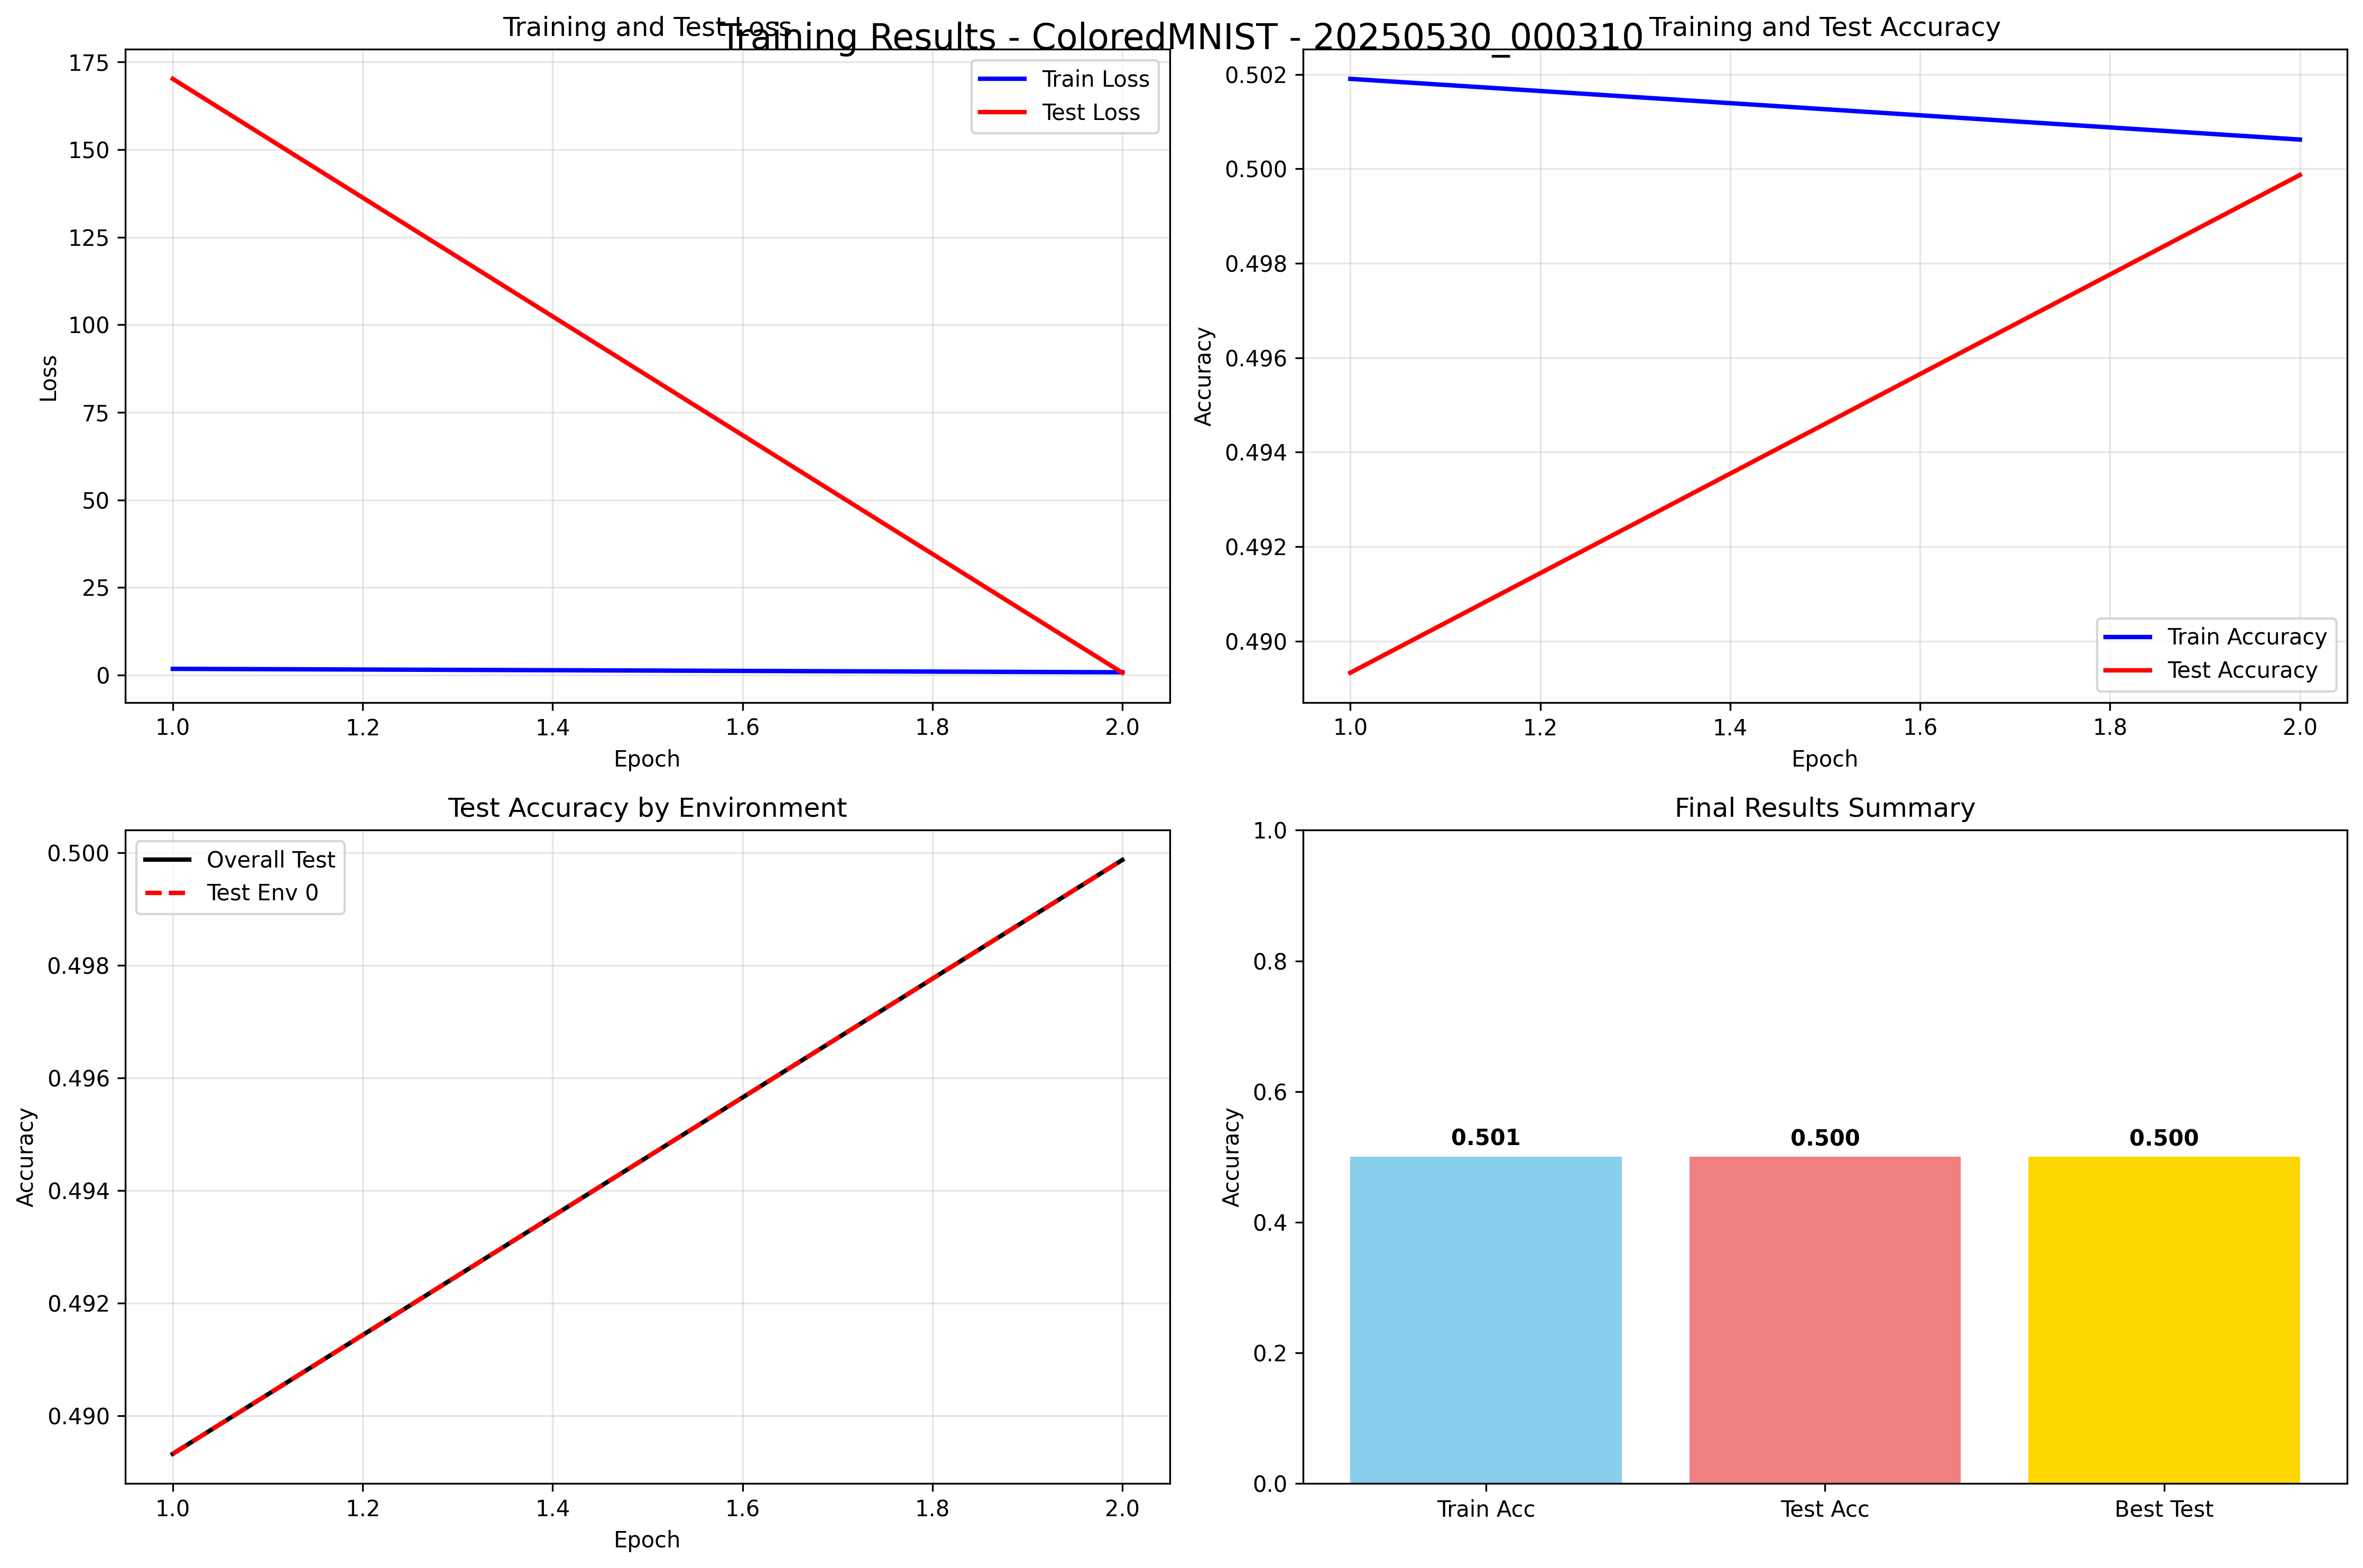 Training Results - ColoredMNIST - 20250530_000310
Training and Test Loss
175
150
125
100
75
50
25
0
Loss
Train Loss
Test Loss
1.0 1.2 1.4 1.6 1.8 2.0
Epoch
Training and Test Accuracy
0.502
0.500
0.498
0.496
0.494
0.492
0.490
Accuracy
Train Accuracy
Test Accuracy
1.0 1.2 1.4 1.6 1.8 2.0
Epoch
Test Accuracy by Environment
0.500
0.498
0.496
0.494
0.492
0.490
Accuracy
Overall Test
Test Env 0
1.0 1.2 1.4 1.6 1.8 2.0
Epoch
Final Results Summary
1.0
0.8
0.6
0.4
0.2
0.0
Accuracy
0.501 0.500 0.500
Train Acc Test Acc Best Test